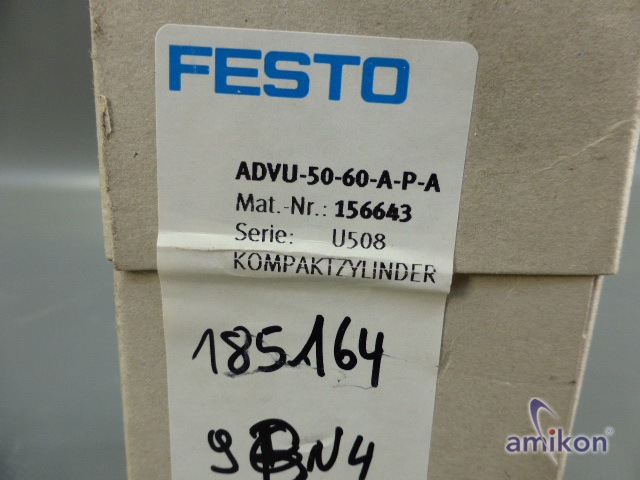 FESTO
ADVU-50-60-A-P-A
Mat.-Nr.: 156643
Serie: U508
KOMPAKTZYLINDER
185164
amikon